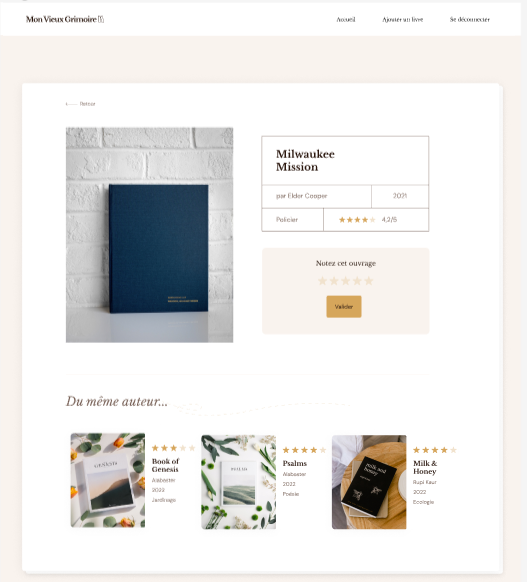 Mon Vieux Grimoire
Accueil
Ajouter un livre
Se déconnecter
Retour
Milwaukee
Mission
par Elder Cooper
2021
Policier
4,2/5
Notez cet ouvrage
Valider
Du même auteur...
GENESIS
Book of
Genesis
Alabaster
2022
Jardinage
PSALMS
Psalms
Alabaster
2022
Poésie
milk and
honey
Milk &
Honey
Rupi Kaur
2022
Ecologie